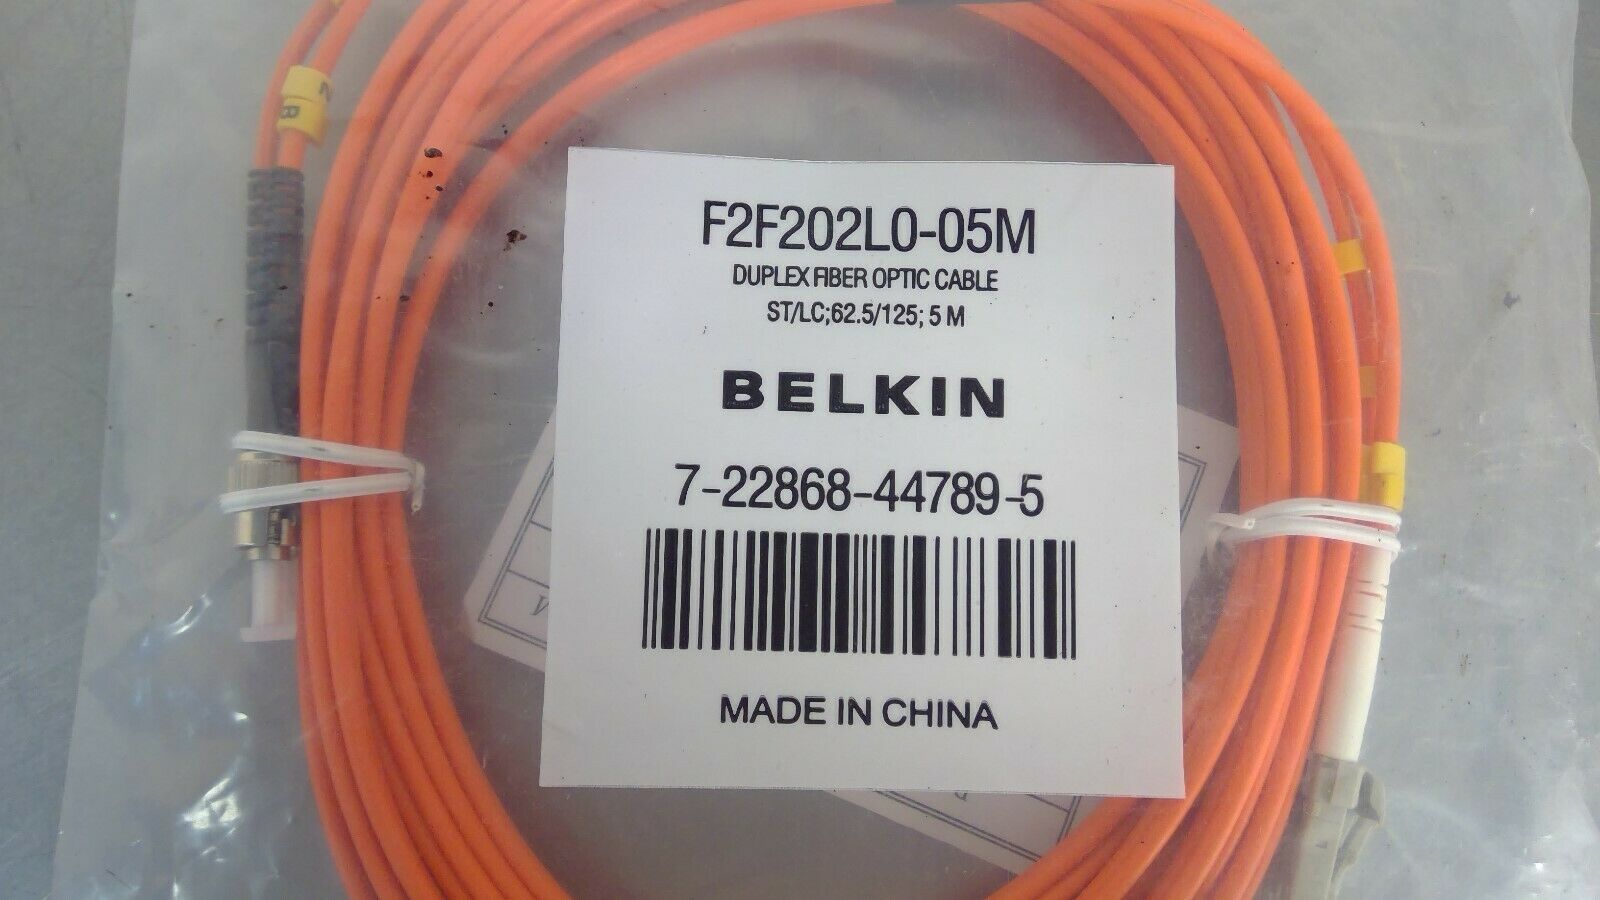 F2F202L0-05M
DUPLEX FIBER OPTIC CABLE
ST/LC;62.5/125; 5 M
BELKIN
7-22868-44789-5
MADE IN CHINA
2
B